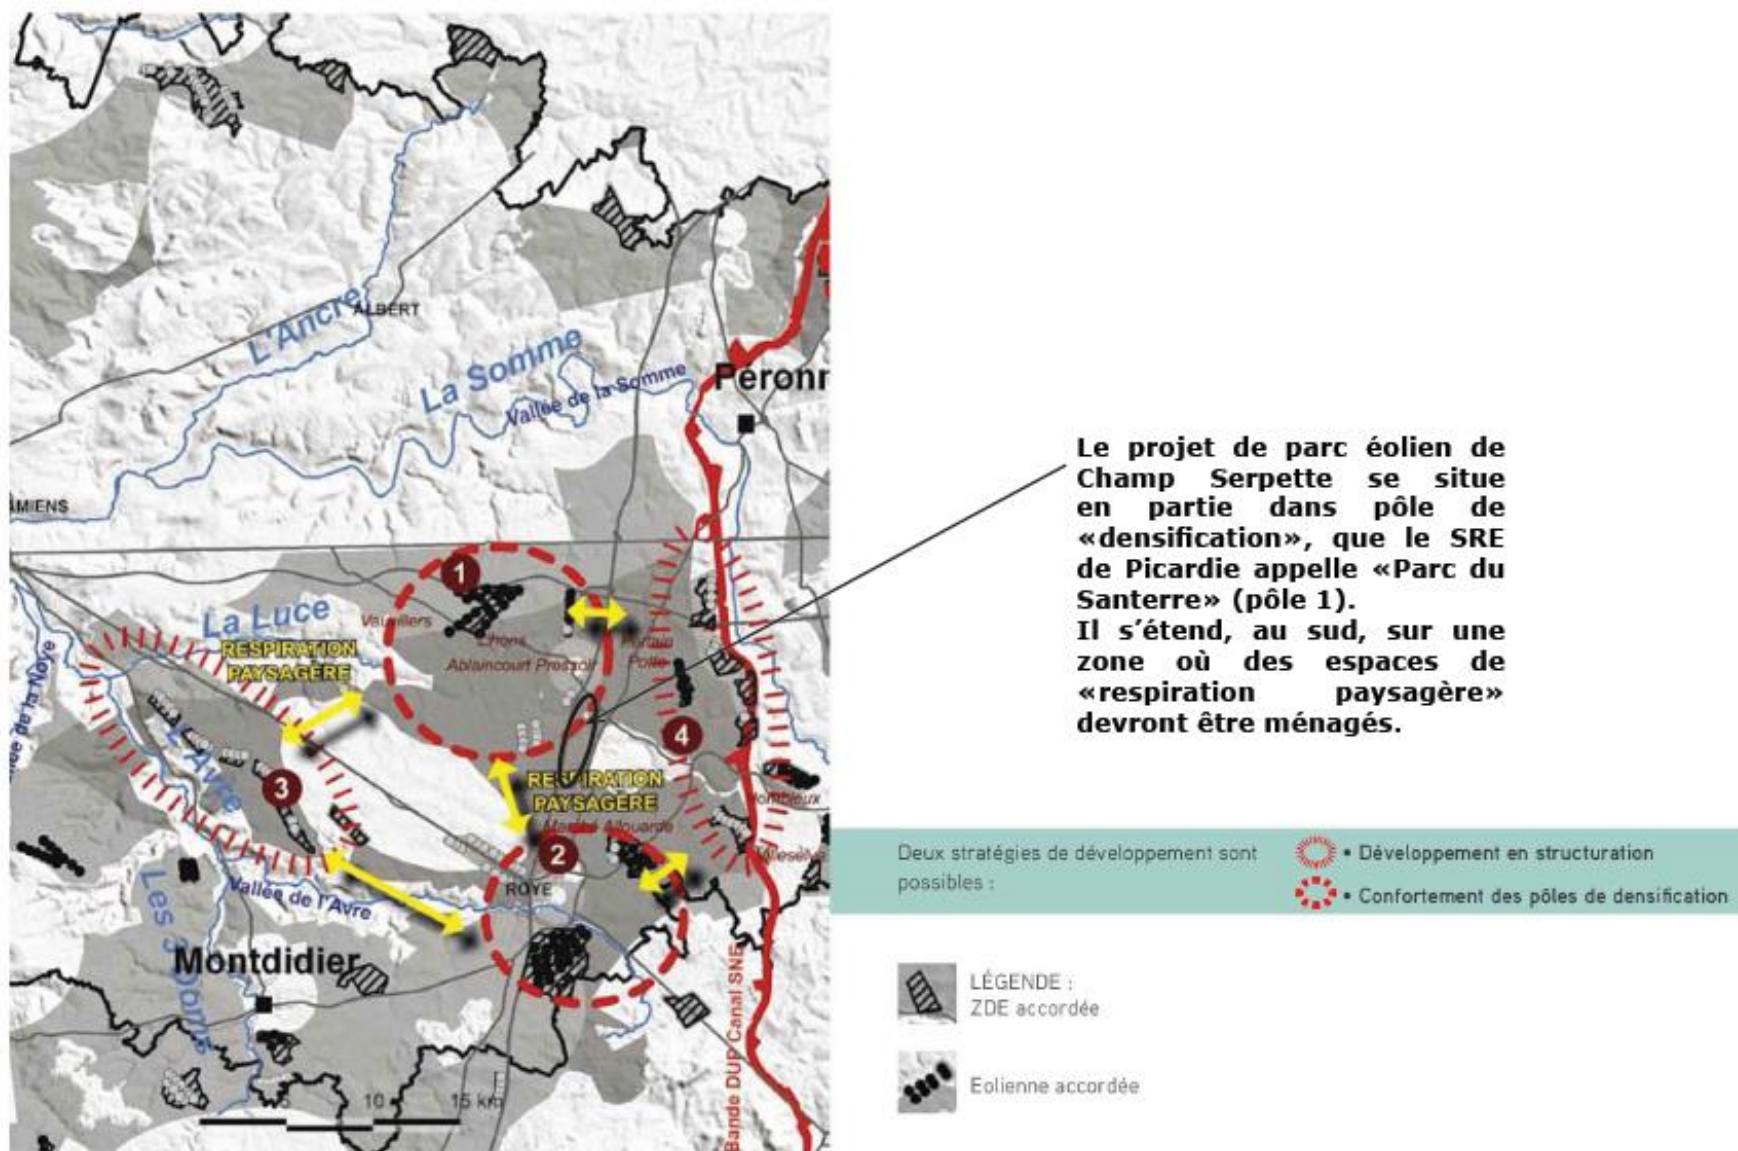 ALBERT
L'Ancre
La Somme
Vallée de la Somme
Péronn
AMIENS
1
La Luce
Vauvillers
Chons
Ablaincourt Pressoir
RESPIRATION
PAYSAGÈRE
4
L'Avre
3
RESPIRATION
PAYSAGÈRE
2
ROYE
Vallée de l'Avre
Montdidier
10
15 km
Bande DUP Canal SNE
Le projet de parc éolien de
Champ Serpette se situe
en partie dans pôle de
«densification», que le SRE
de Picardie appelle «Parc du
Santerre» (pôle 1).
Il s'étend, au sud, sur une
zone où des espaces de
«respiration paysagère»
devront être ménagés.
Deux stratégies de développement sont
possibles :
• Développement en structuration
• Confortement des pôles de densification
LÉGENDE :
ZDE accordée
Eolienne accordée